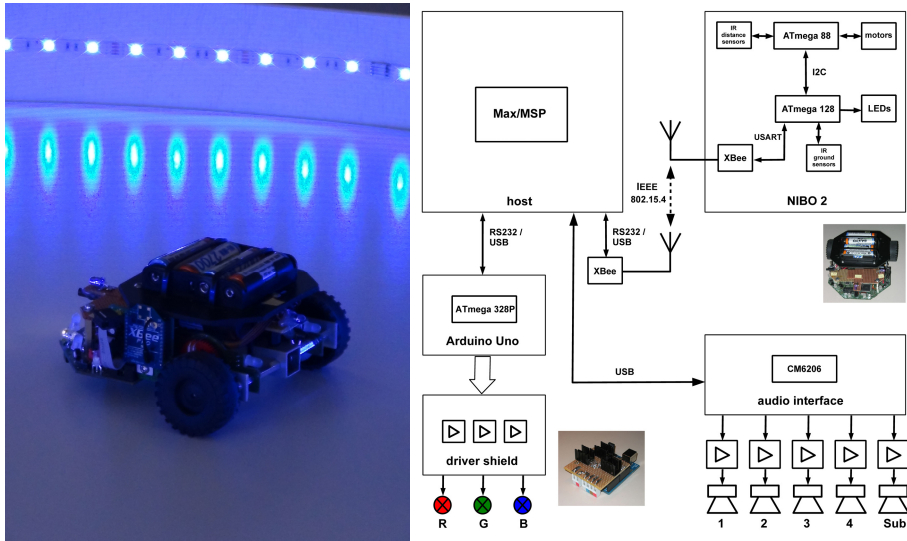 XBee
Max/MSP
host
RS232 /
USB
RS232 /
USB
IEEE
802.15.4
XBee
ATmega 328P
Arduino Uno
driver shield
R
G
B
IR
distance
sensors
ATmega 88
motors
I2C
ATmega 128
LEDs
USART
XBee
IR
ground
sensors
NIBO 2
USB
CM6206
audio interface
1
2
3
4
Sub